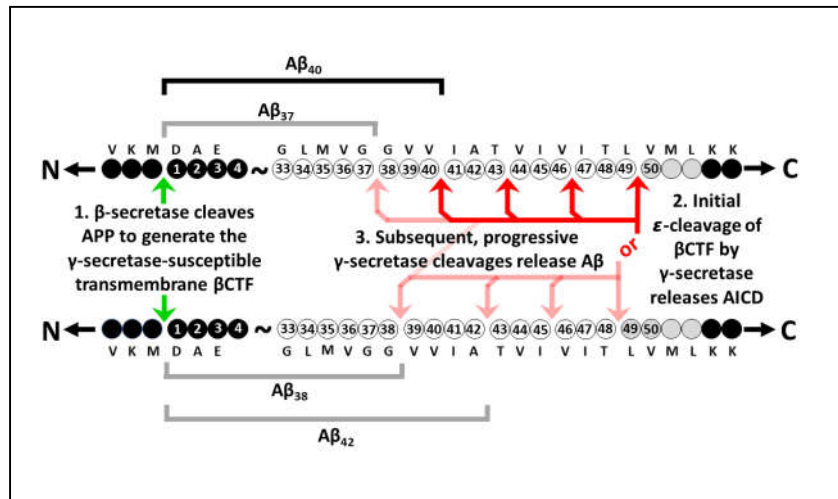 Aβ40
Aβ37
V K M D A E G L M V G G V V I A T V I V I T L V M L K K
N 1 2 3 4 ~ 33 34 35 36 37 38 39 40 41 42 43 44 45 46 47 48 49 50 C
1. β-secretase cleaves
APP to generate the
γ-secretase-susceptible
transmembrane βCTF
3. Subsequent, progressive
γ-secretase cleavages release Aβ
or
2. Initial
ε-cleavage of
βCTF by
γ-secretase
releases AICD
N 1 2 3 4 ~ 33 34 35 36 37 38 39 40 41 42 43 44 45 46 47 48 49 50 C
V K M D A E G L M V G G V V I A T V I V I T L V M L K K
Aβ38
Aβ42